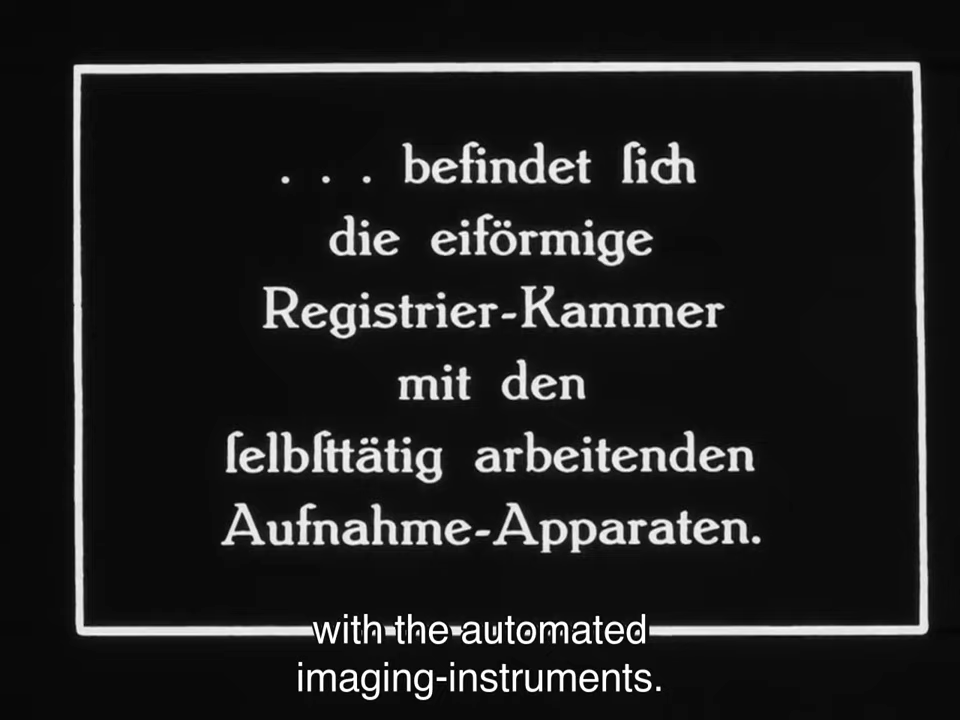 . . . befindet ſich
die eiförmige
Registrier-Kammer
mit den
ſelbſttätig arbeitenden
Aufnahme-Apparaten.
with the automated
imaging-instruments.